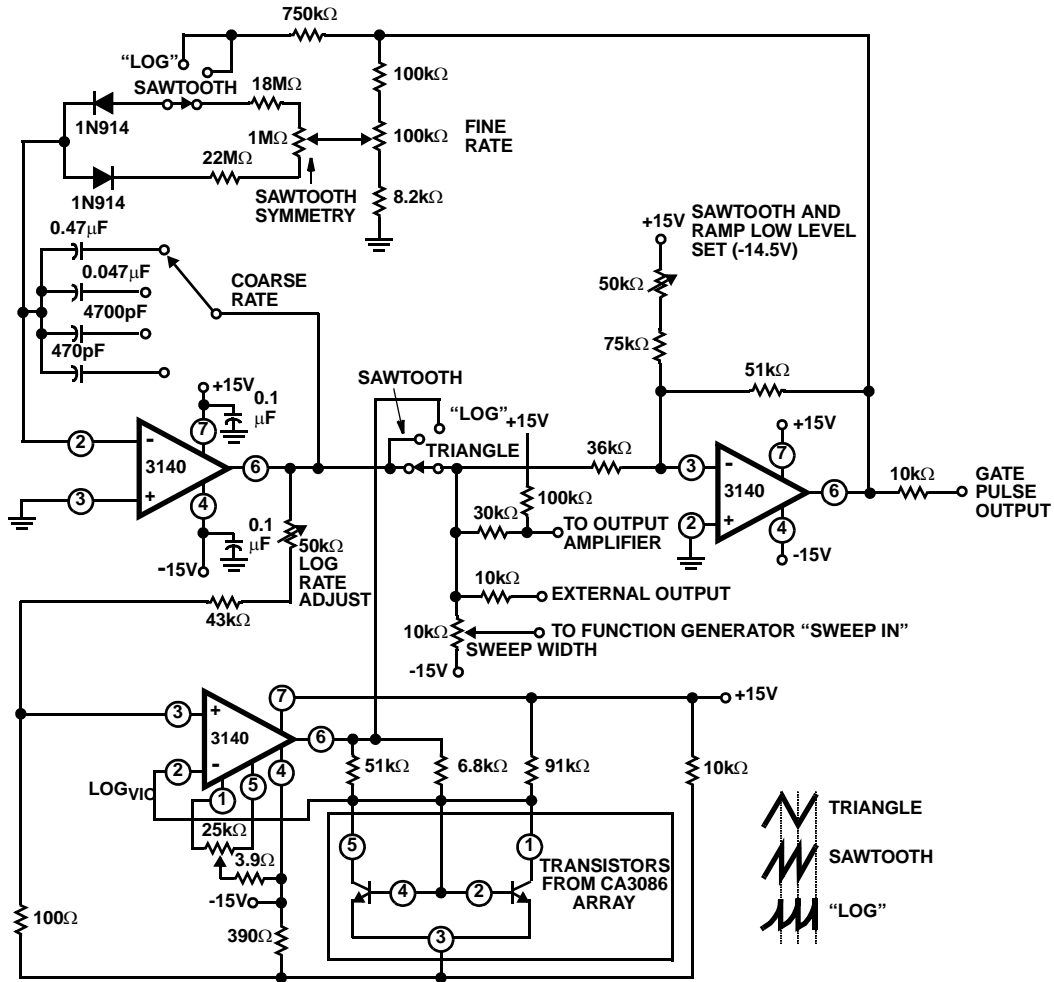 750kΩ
“LOG”
SAWTOOTH
100kΩ
18MΩ
1N914
1MΩ
100kΩ
FINE
RATE
22MΩ
1N914
SAWTOOTH
SYMMETRY
8.2kΩ
0.47μF
0.047μF
4700pF
470pF
COARSE
RATE
+15V
SAWTOOTH AND
RAMP LOW LEVEL
SET (-14.5V)
50kΩ
75kΩ
51kΩ
+15V
0.1
μF
7
2
-
3140
6
3
+
4
0.1
μF
-15V
SAWTOOTH
“LOG”
+15V
TRIANGLE
36kΩ
100kΩ
30kΩ
TO OUTPUT
AMPLIFIER
3
-
+15V
7
3140
6
2
+
4
-15V
10kΩ
GATE
PULSE
OUTPUT
50kΩ
LOG
RATE
ADJUST
43kΩ
10kΩ
EXTERNAL OUTPUT
10kΩ
TO FUNCTION GENERATOR “SWEEP IN”
SWEEP WIDTH
-15V
7
+15V
3
+
3140
6
2
-
4
5
1
LOGVIO
51kΩ
6.8kΩ
91kΩ
10kΩ
25kΩ
3.9Ω
-15V
390Ω
100Ω
5
1
4
2
3
TRANSISTORS
FROM CA3086
ARRAY
TRIANGLE
SAWTOOTH
“LOG”